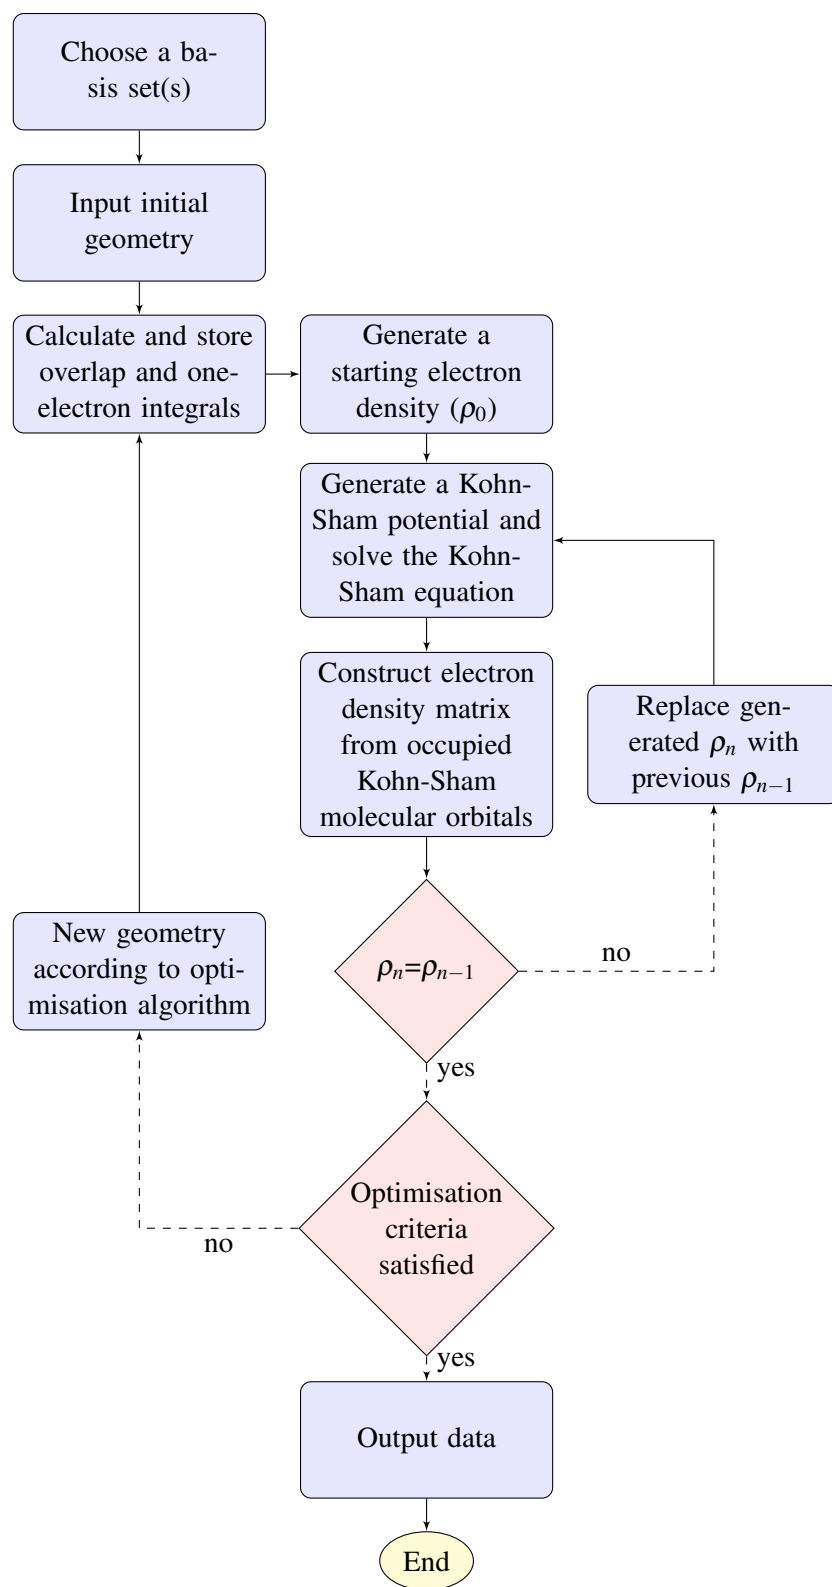 Choose a ba-
sis set(s)
Input initial
geometry
Calculate and store
overlap and one-
electron integrals
Generate a
starting electron
density (ρ₀)
Generate a Kohn-
Sham potential and
solve the Kohn-
Sham equation
Construct electron
density matrix
from occupied
Kohn-Sham
molecular orbitals
Replace gen-
erated ρₙ with
previous ρₙ₋₁
New geometry
according to opti-
misation algorithm
ρₙ=ρₙ₋₁
no
yes
Optimisation
criteria
satisfied
no
yes
Output data
End